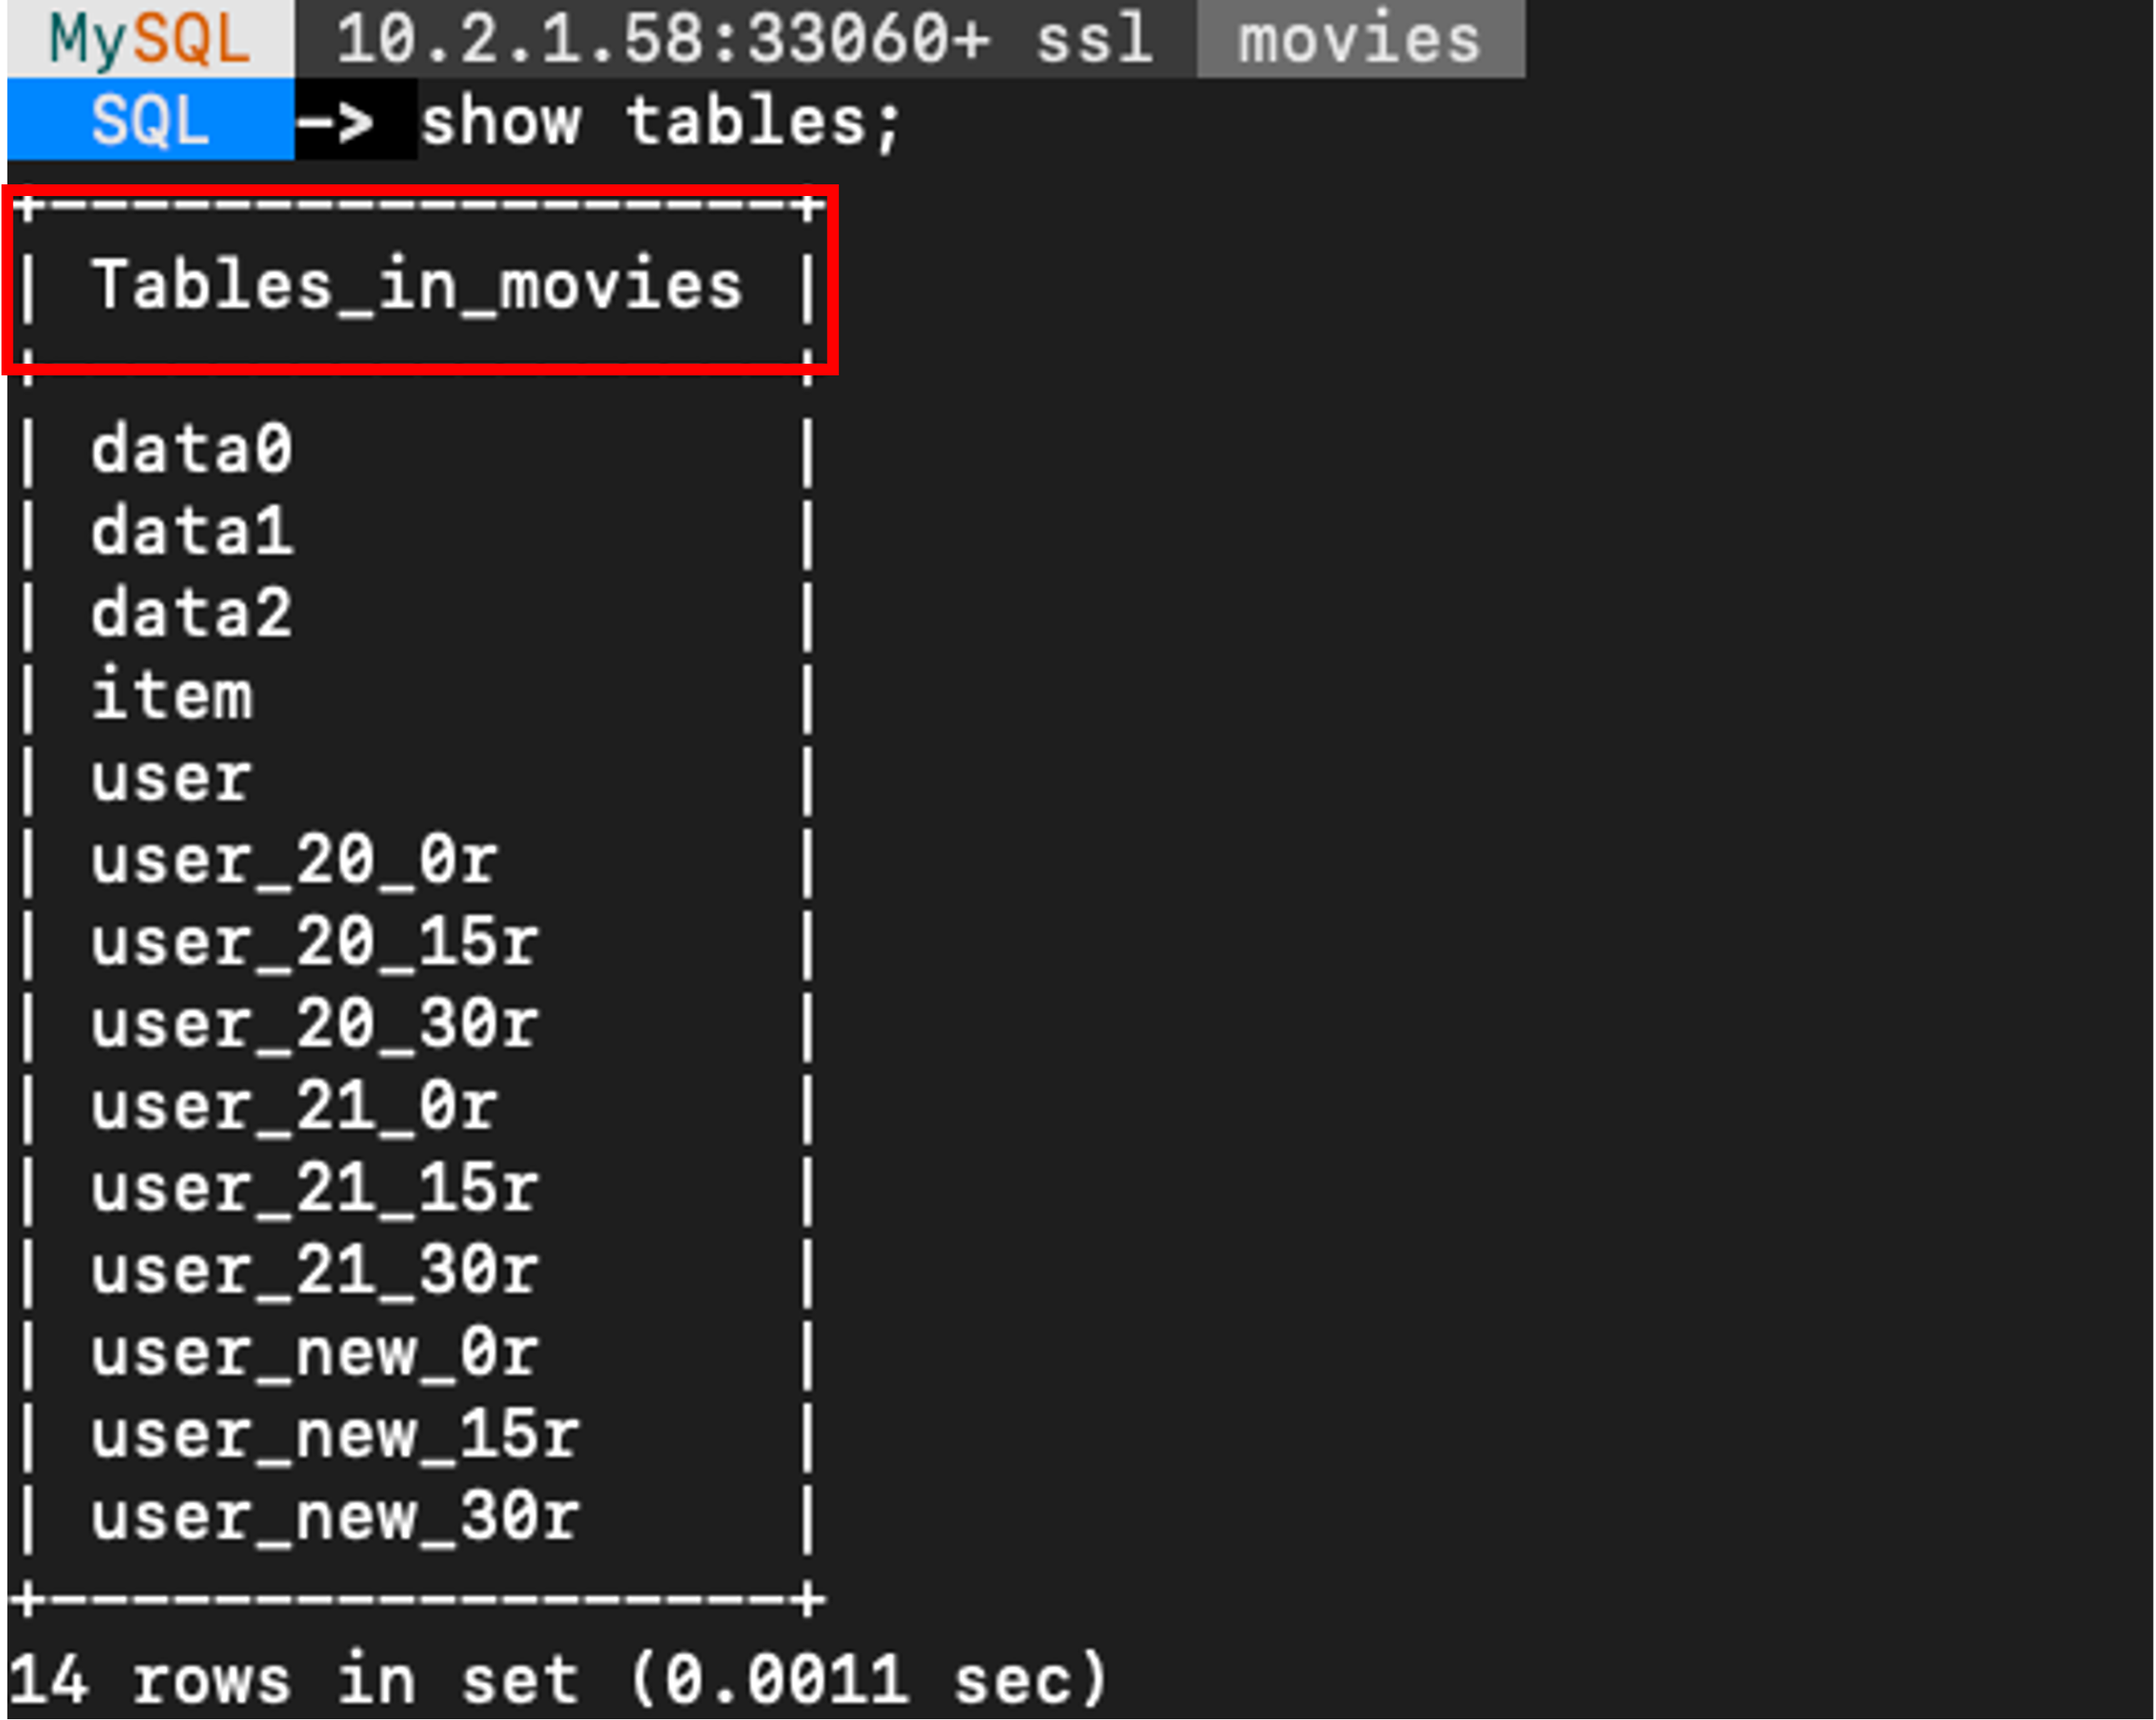 MySQL 10.2.1.58:33060+ ssl movies
SQL -> show tables;
+-------------------+
| Tables_in_movies |
| data0 |
| data1 |
| data2 |
| item |
| user |
| user_20_0r |
| user_20_15r |
| user_20_30r |
| user_21_0r |
| user_21_15r |
| user_21_30r |
| user_new_0r |
| user_new_15r |
| user_new_30r |
+-------------------+
14 rows in set (0.0011 sec)